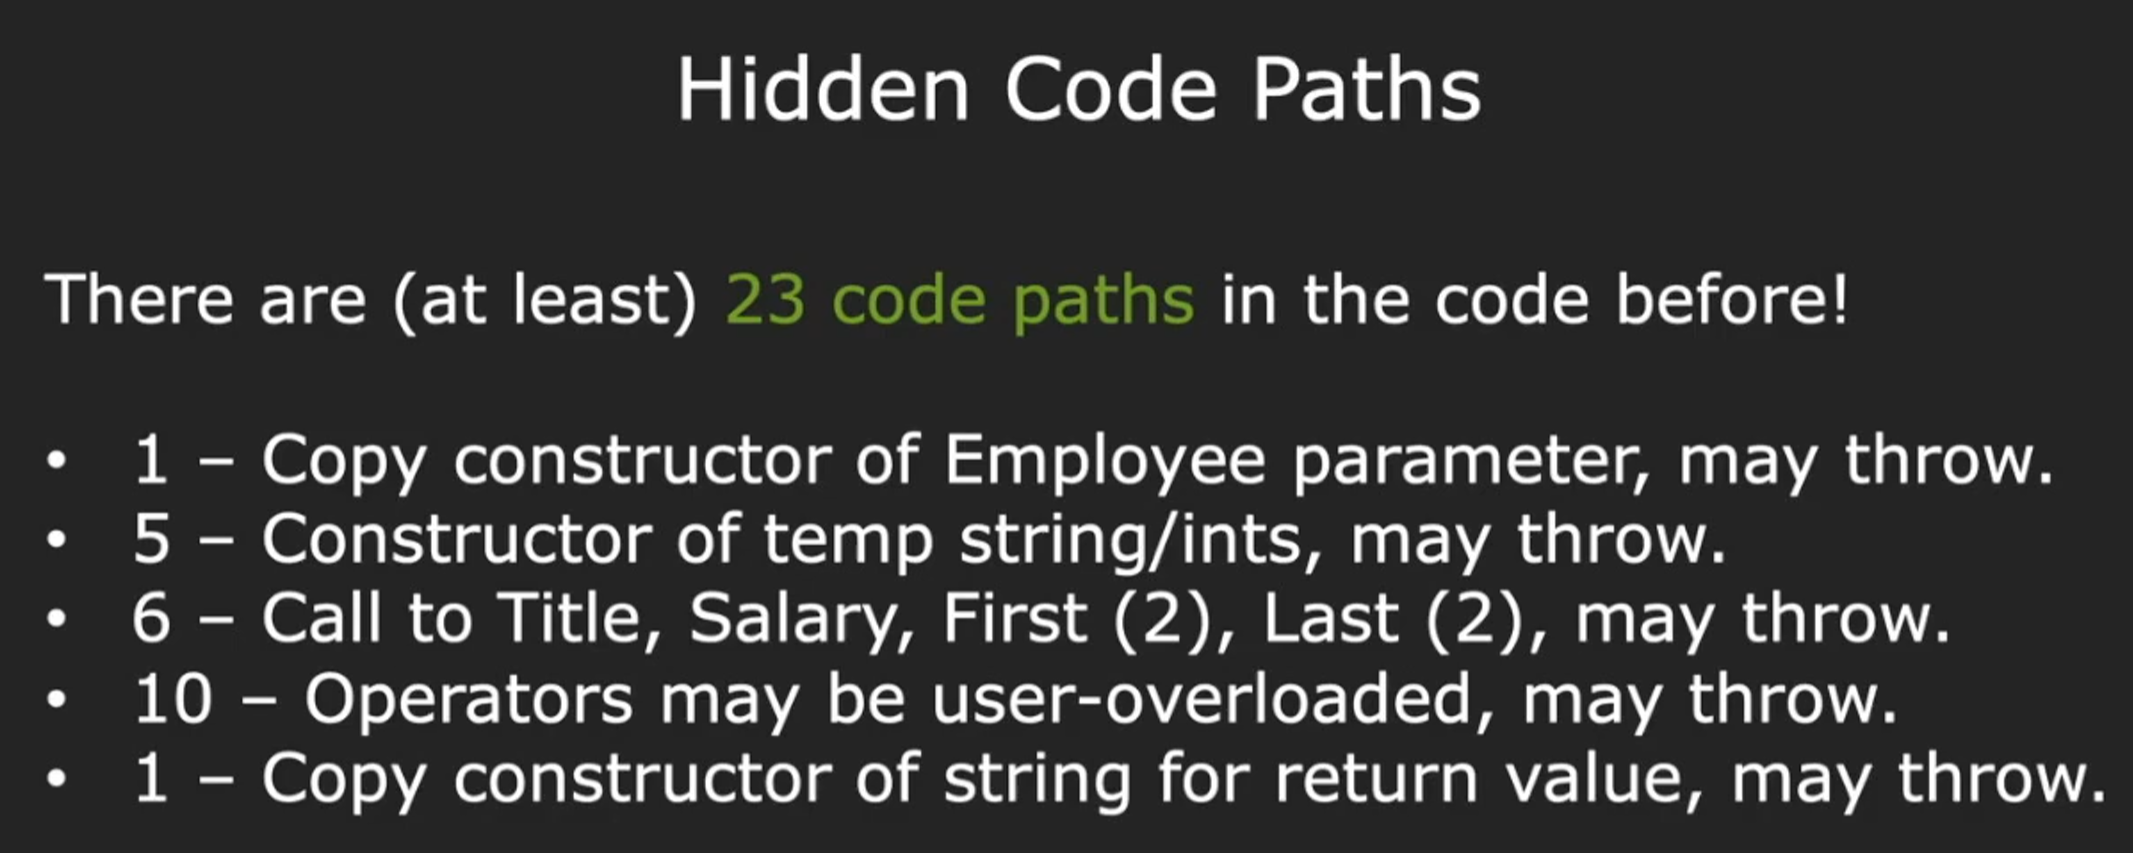 Hidden Code Paths
There are (at least) 23 code paths in the code before!
• 1 – Copy constructor of Employee parameter, may throw.
• 5 – Constructor of temp string/ints, may throw.
• 6 – Call to Title, Salary, First (2), Last (2), may throw.
• 10 – Operators may be user-overloaded, may throw.
• 1 – Copy constructor of string for return value, may throw.